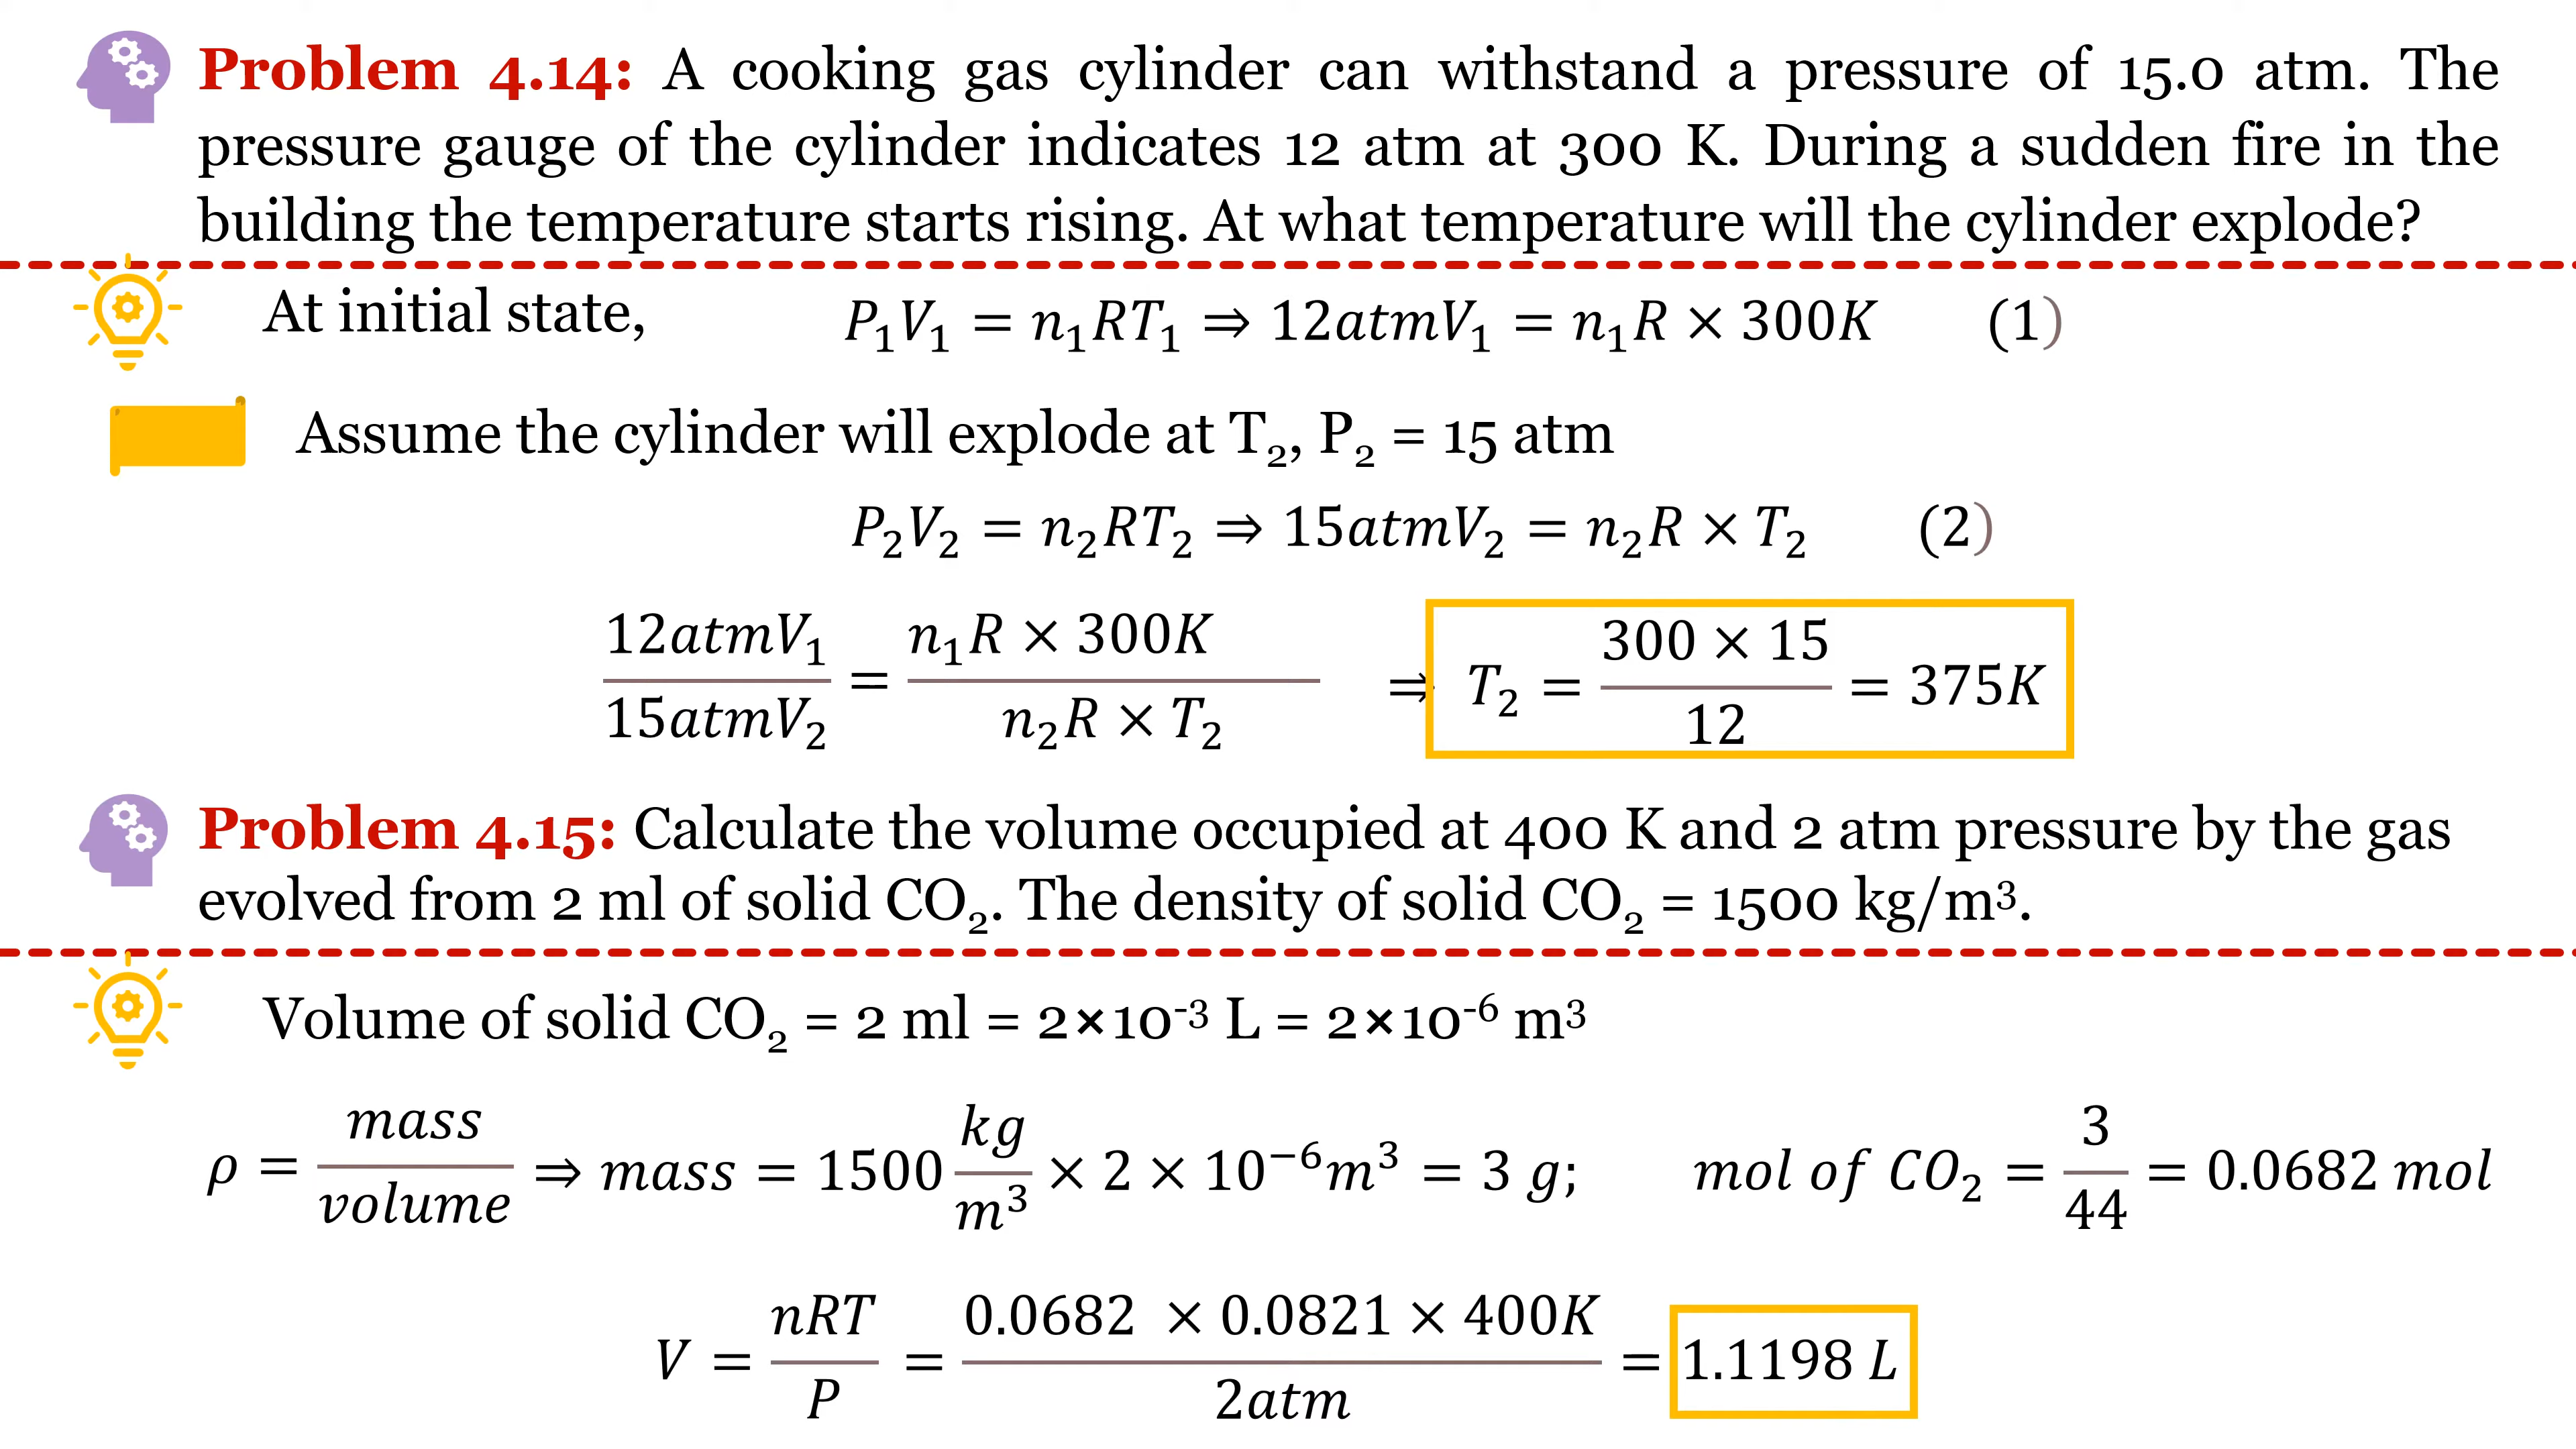 Problem 4.14: A cooking gas cylinder can withstand a pressure of 15.0 atm. The
pressure gauge of the cylinder indicates 12 atm at 300 K. During a sudden fire in the
building the temperature starts rising. At what temperature will the cylinder explode?
At initial state, P₁V₁ = n₁RT₁ ⇒ 12atmV₁ = n₁R × 300K (1)
Assume the cylinder will explode at T₂, P₂ = 15 atm
P₂V₂ = n₂RT₂ ⇒ 15atmV₂ = n₂R × T₂ (2)
12atmV₁ / 15atmV₂ = n₁R × 300K / n₂R × T₂ ⇒ T₂ = 300 × 15 / 12 = 375K
Problem 4.15: Calculate the volume occupied at 400 K and 2 atm pressure by the gas
evolved from 2 ml of solid CO₂. The density of solid CO₂ = 1500 kg/m³.
Volume of solid CO₂ = 2 ml = 2×10⁻³ L = 2×10⁻⁶ m³
ρ = mass / volume ⇒ mass = 1500 kg / m³ × 2 × 10⁻⁶m³ = 3 g; mol of CO₂ = 3 / 44 = 0.0682 mol
V = nRT / P = 0.0682 × 0.0821 × 400K / 2atm = 1.1198 L